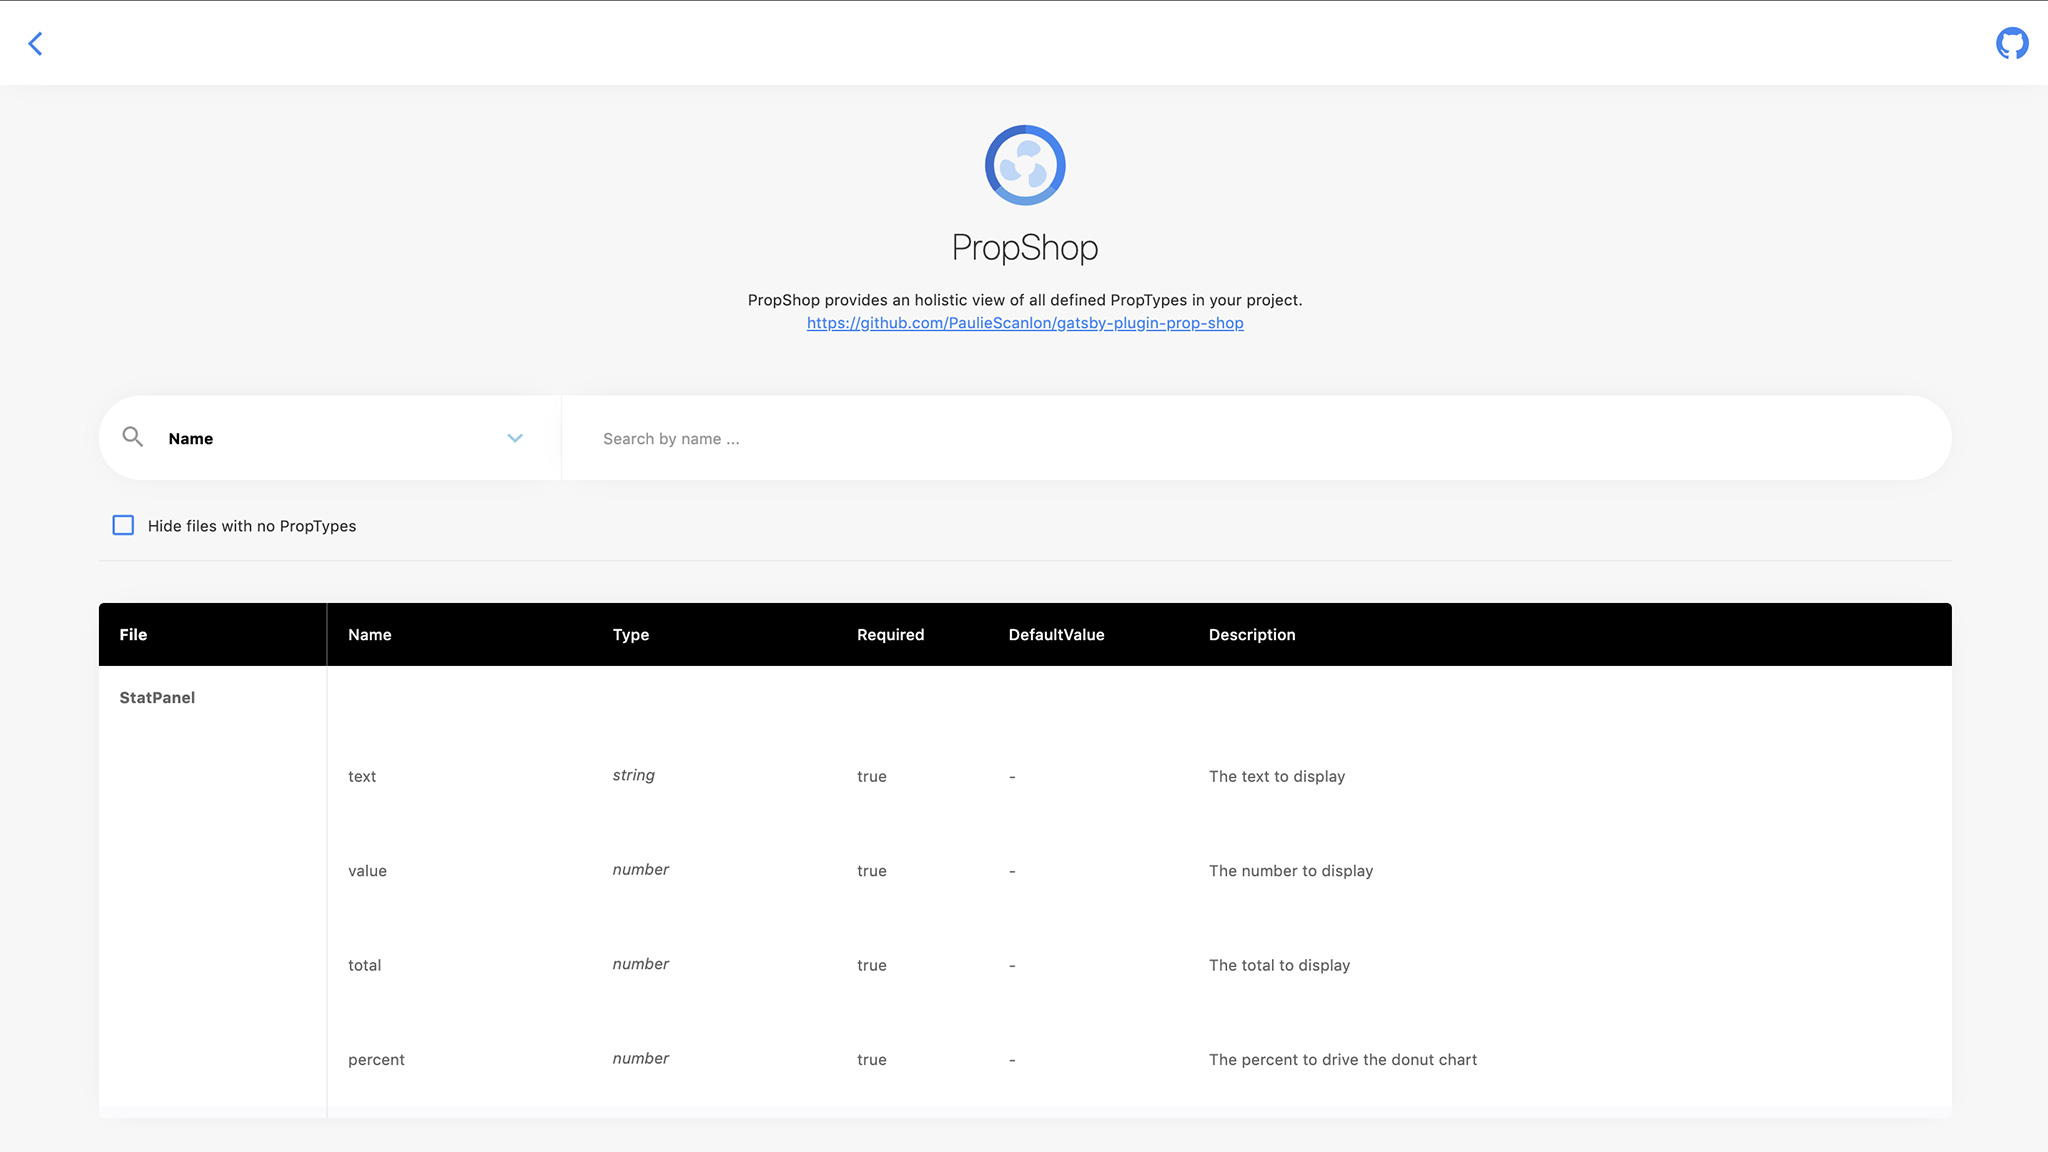 PropShop
PropShop provides an holistic view of all defined PropTypes in your project.
https://github.com/PaulieScanlon/gatsby-plugin-prop-shop
Name
Search by name ...
Hide files with no PropTypes
File Name Type Required DefaultValue Description
StatPanel
text string true - The text to display
value number true - The number to display
total number true - The total to display
percent number true - The percent to drive the donut chart